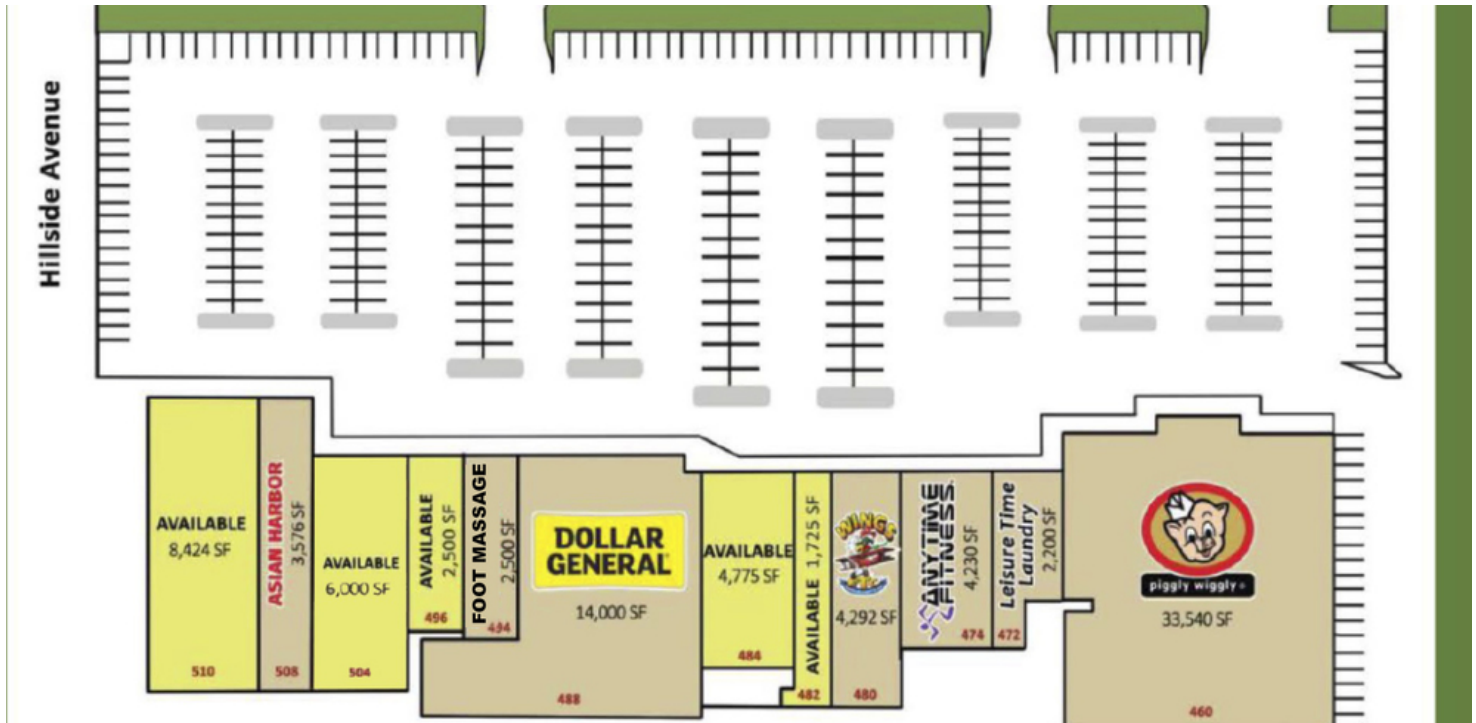 Hillside Avenue
AVAILABLE
8,424 SF
510
ASIAN HARBOR
3,576 SF
508
AVAILABLE
6,000 SF
504
AVAILABLE
2,500 SF
496
FOOT MASSAGE
2,500 SF
494
DOLLAR
GENERAL
14,000 SF
488
AVAILABLE
4,775 SF
484
AVAILABLE 1,725 SF
482
WINGS
4,292 SF
480
ANYTIME
FITNESS
4,230 SF
474
Leisure Time
Laundry
2,200 SF
472
piggly wiggly
33,540 SF
460